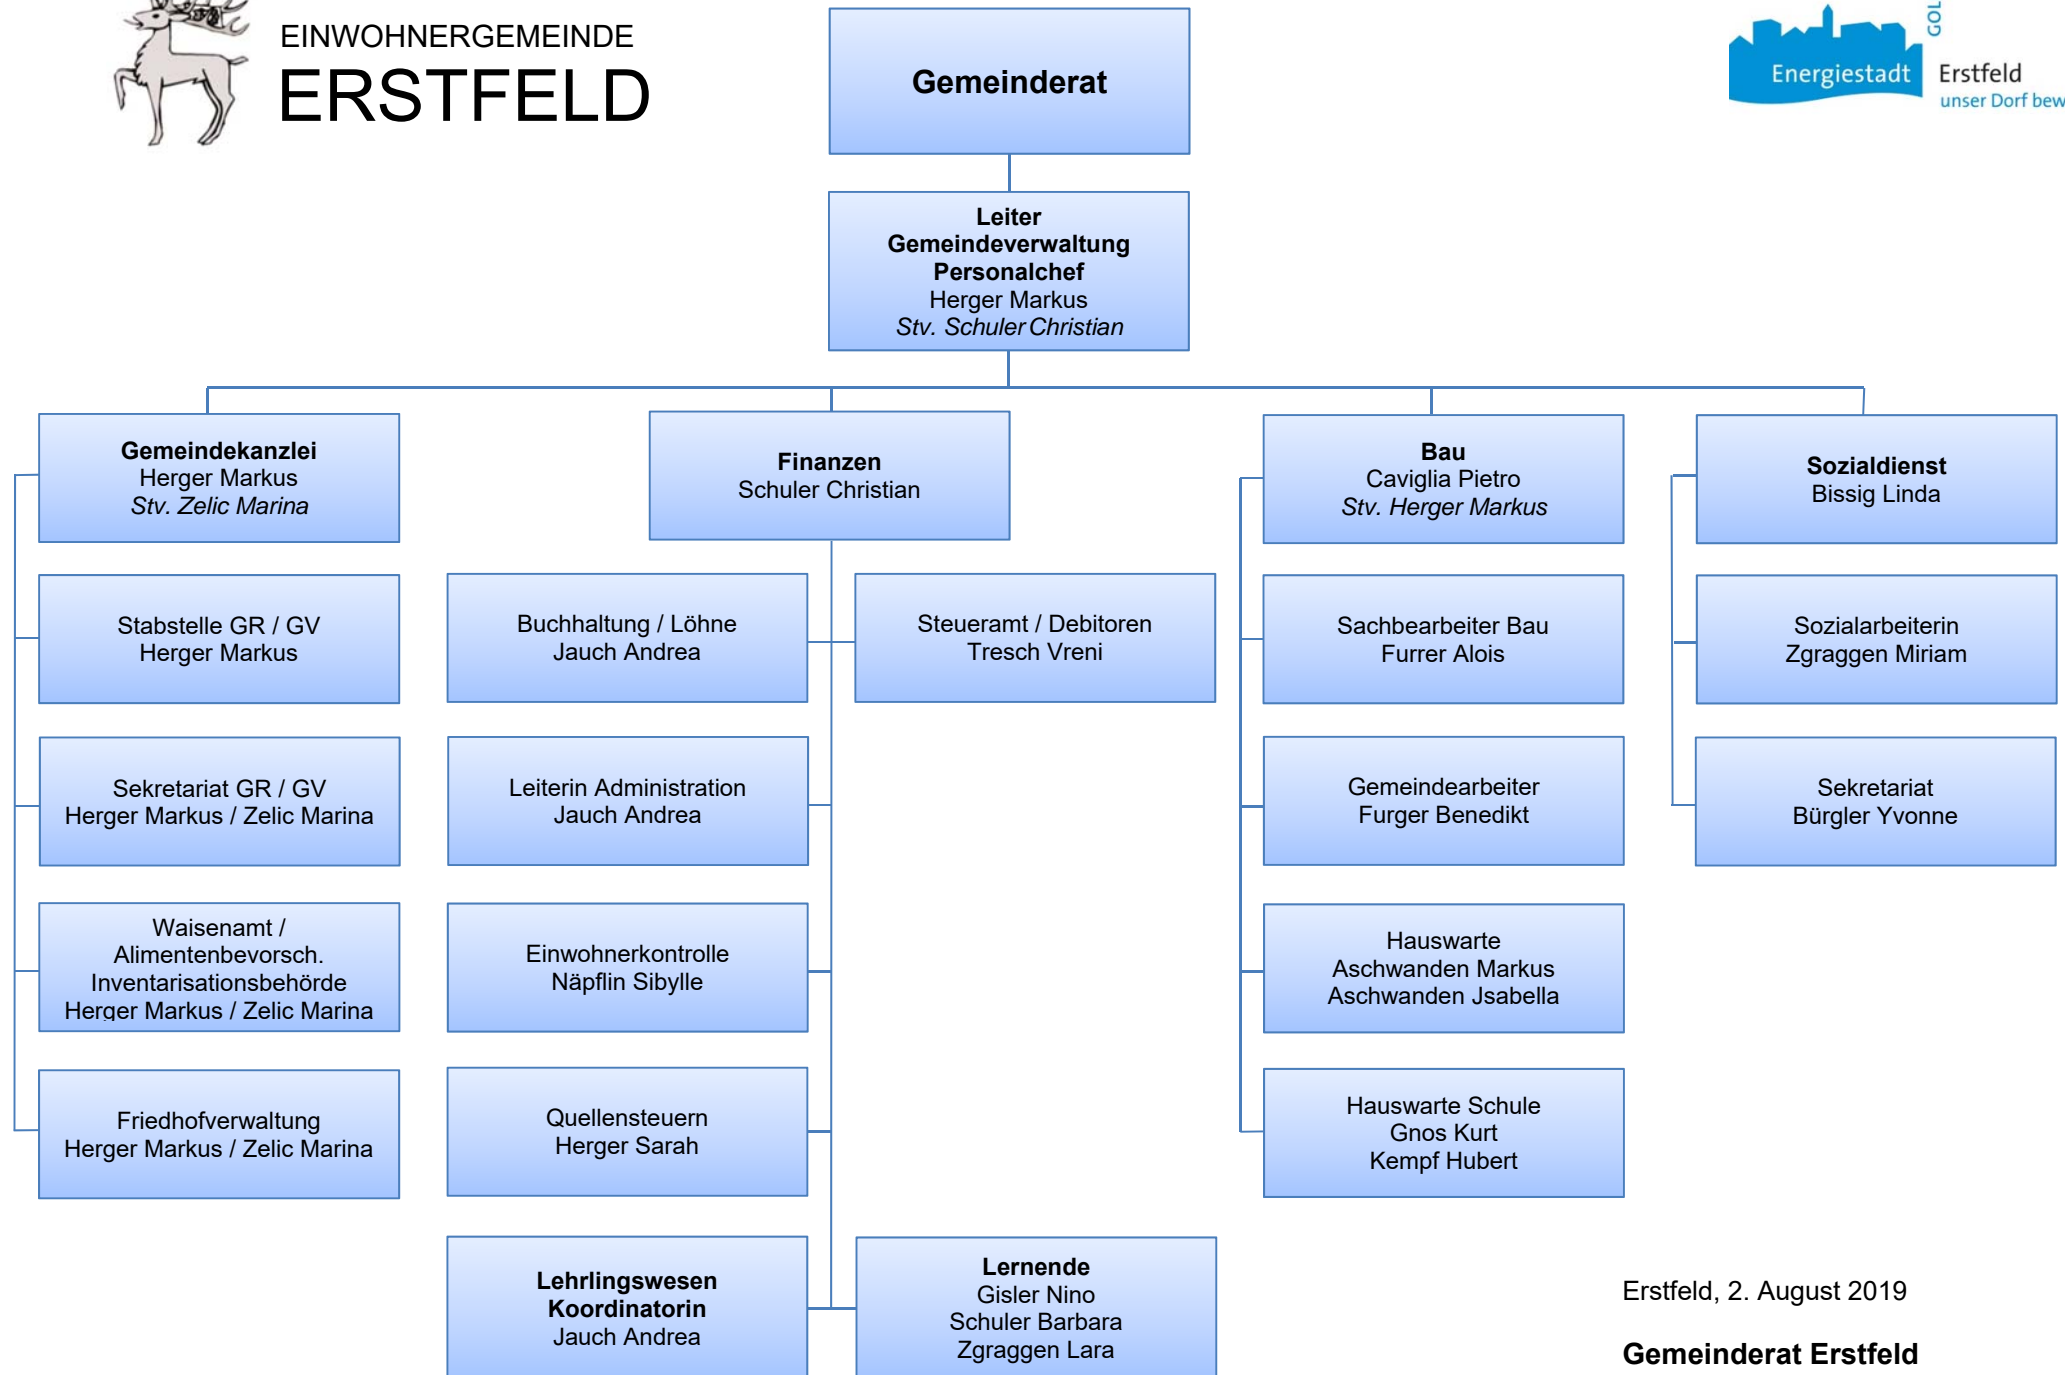 EINWOHNERGEMEINDE
ERSTFELD
Gemeinderat
GOL
Energiestadt
Erstfeld
unser Dorf bew
Leiter
Gemeindeverwaltung
Personalchef
Herger Markus
Stv. Schuler Christian
Gemeindekanzlei
Herger Markus
Stv. Zelic Marina
Finanzen
Schuler Christian
Bau
Caviglia Pietro
Stv. Herger Markus
Sozialdienst
Bissig Linda
Stabstelle GR / GV
Herger Markus
Buchhaltung / Löhne
Jauch Andrea
Steueramt / Debitoren
Tresch Vreni
Sachbearbeiter Bau
Furrer Alois
Sozialarbeiterin
Zgraggen Miriam
Sekretariat GR / GV
Herger Markus / Zelic Marina
Leiterin Administration
Jauch Andrea
Gemeindearbeiter
Furger Benedikt
Sekretariat
Bürgler Yvonne
Waisenamt /
Alimentenbevorsch.
Inventarisationsbehörde
Herger Markus / Zelic Marina
Einwohnerkontrolle
Näpflin Sibylle
Hauswarte
Aschwanden Markus
Aschwanden Jsabella
Friedhofverwaltung
Herger Markus / Zelic Marina
Quellensteuern
Herger Sarah
Hauswarte Schule
Gnos Kurt
Kempf Hubert
Lehrlingswesen
Koordinatorin
Jauch Andrea
Lernende
Gisler Nino
Schuler Barbara
Zgraggen Lara
Erstfeld, 2. August 2019
Gemeinderat Erstfeld